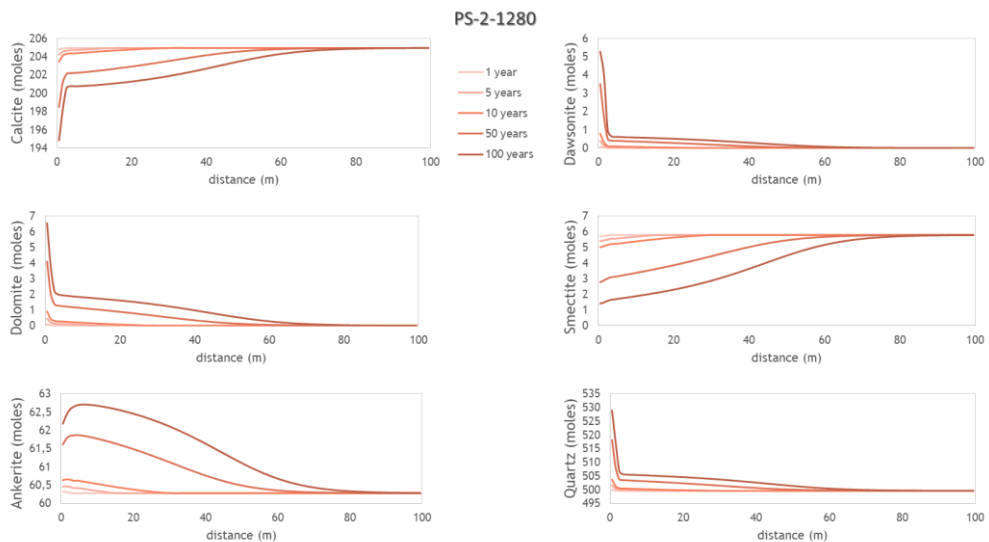 PS-2-1280
Calcite (moles)
206
204
202
200
198
196
194
0 20 40 60 80 100
distance (m)
1 year
5 years
10 years
50 years
100 years
Dawsonite (moles)
6
5
4
3
2
1
0
0 20 40 60 80 100
distance (m)
Dolomite (moles)
7
6
5
4
3
2
1
0
0 20 40 60 80 100
distance (m)
Smectite (moles)
7
6
5
4
3
2
1
0
0 20 40 60 80 100
distance (m)
Ankerite (moles)
63
62,5
62
61,5
61
60,5
60
0 20 40 60 80 100
distance (m)
Quartz (moles)
535
530
525
520
515
510
505
500
495
0 20 40 60 80 100
distance (m)